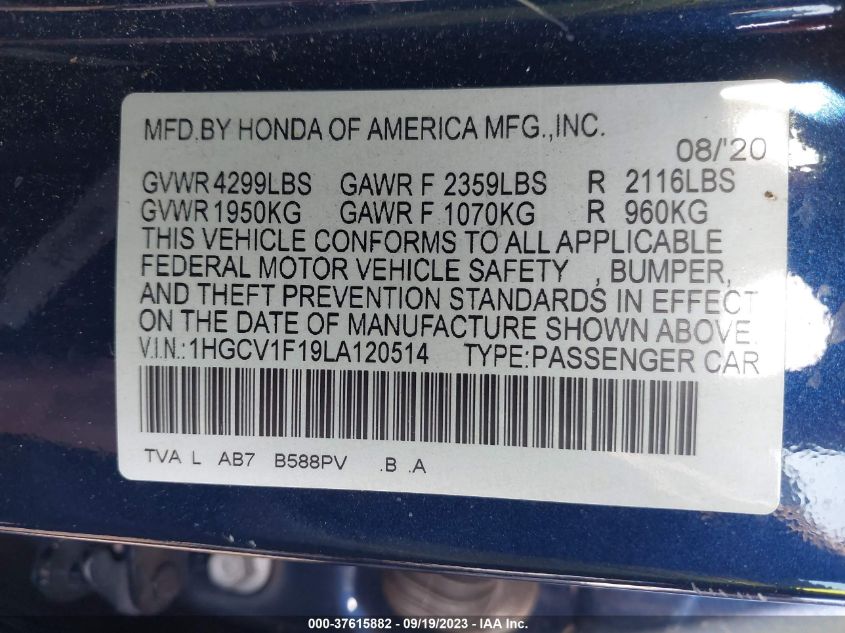 MFD.BY HONDA OF AMERICA MFG.,INC.
08/'20
GVWR 4299LBS GAWR F 2359LBS R 2116LBS
GVWR 1950KG GAWR F 1070KG R 960KG
THIS VEHICLE CONFORMS TO ALL APPLICABLE
FEDERAL MOTOR VEHICLE SAFETY , BUMPER,
AND THEFT PREVENTION STANDARDS IN EFFECT
ON THE DATE OF MANUFACTURE SHOWN ABOVE.
V.I.N.:1HGCV1F19LA120514 TYPE:PASSENGER CAR
TVA L AB7 B588PV .B .A
000-37615882 - 09/19/2023 - IAA Inc.